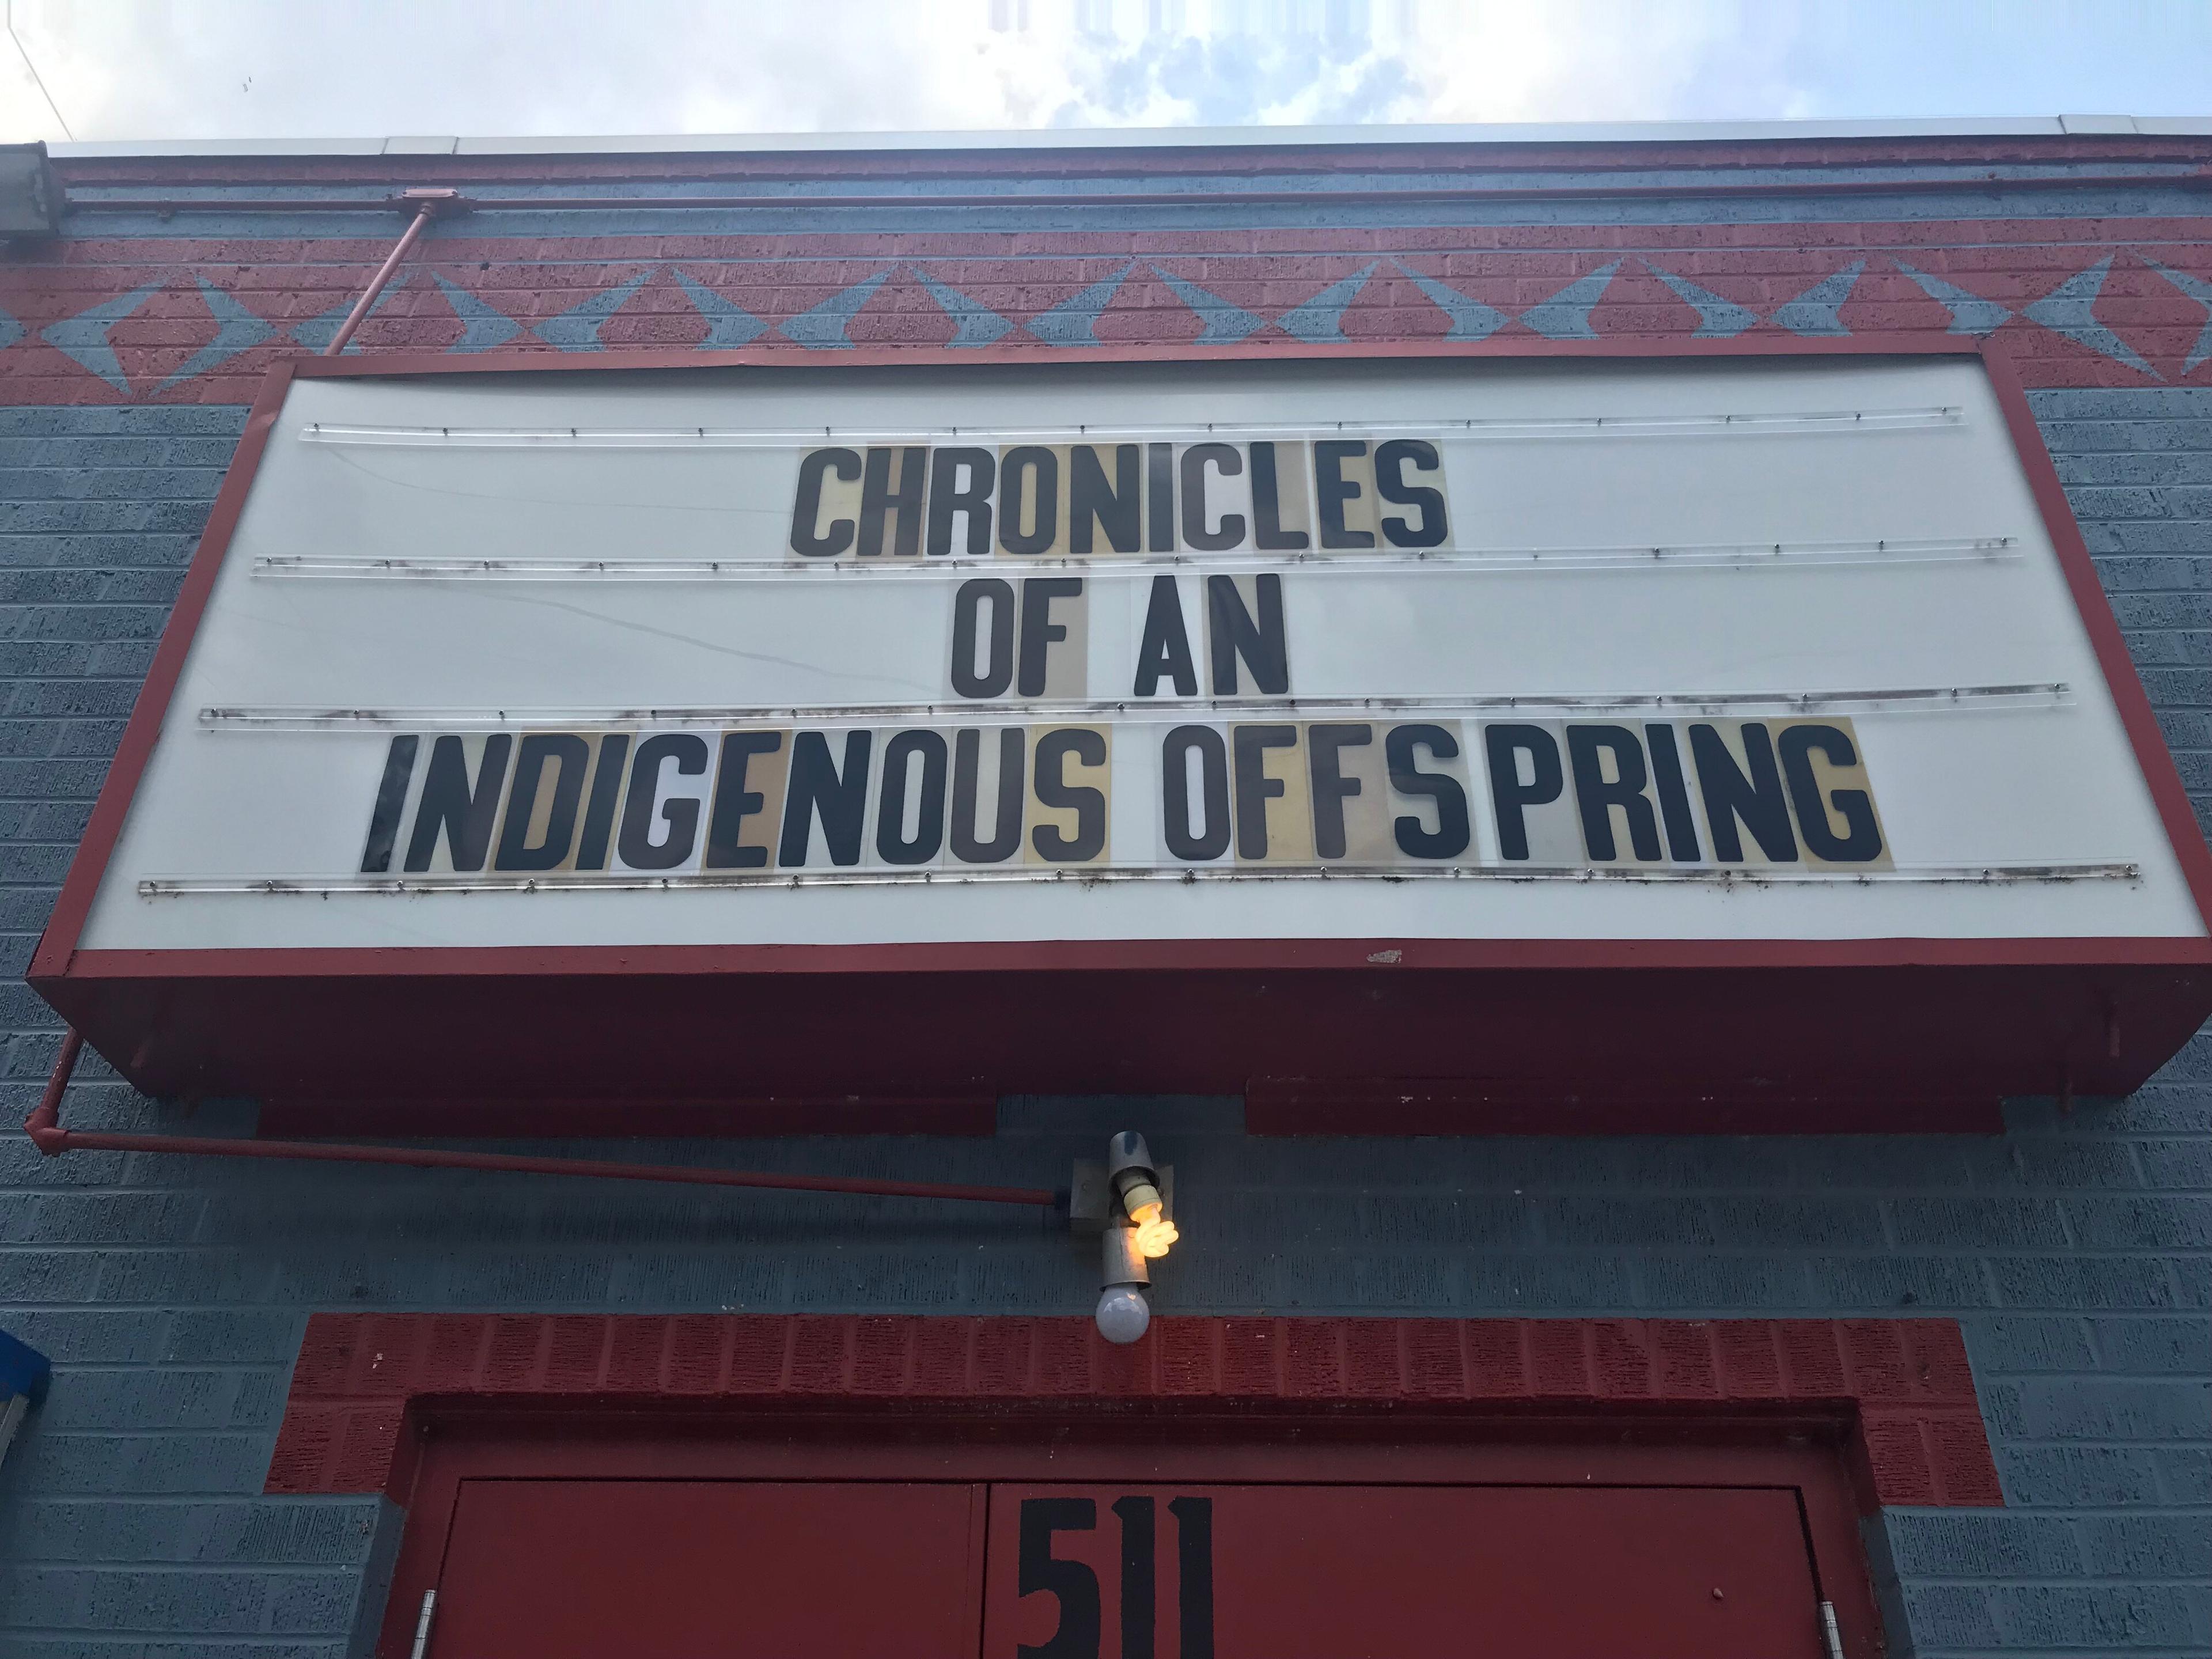 CHRONICLES
OF AN
INDIGENOUS OFFSPRING
511